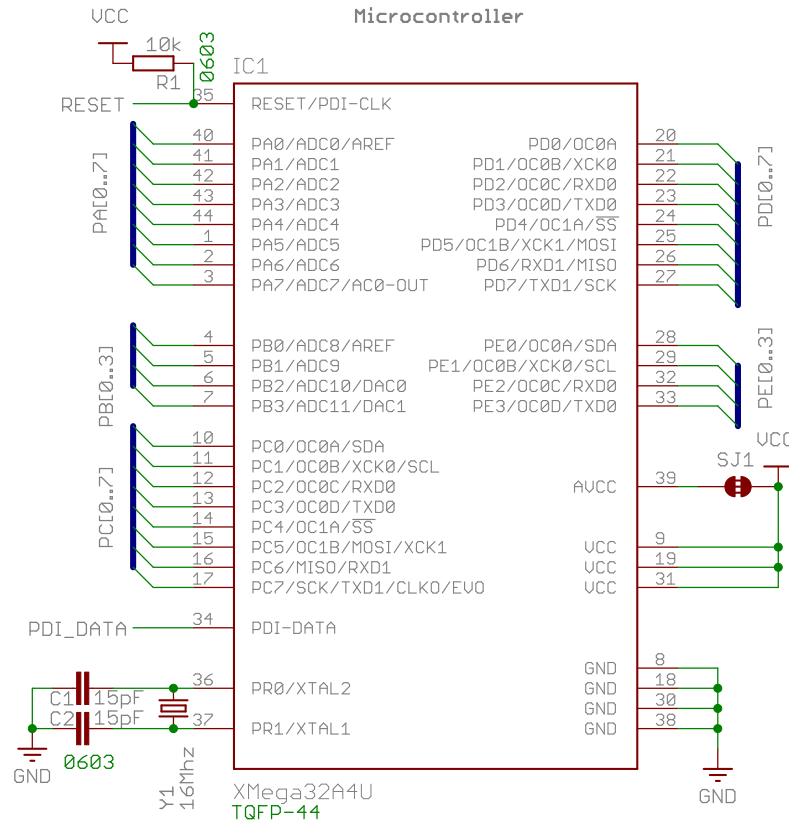 Microcontroller
VCC
10k
R1
0603
IC1
RESET
35 RESET/PDI-CLK
PA[0..7]
40 PA0/ADC0/AREF
41 PA1/ADC1
42 PA2/ADC2
43 PA3/ADC3
44 PA4/ADC4
1 PA5/ADC5
2 PA6/ADC6
3 PA7/ADC7/AC0-OUT
PB[0..3]
4 PB0/ADC8/AREF
5 PB1/ADC9
6 PB2/ADC10/DAC0
7 PB3/ADC11/DAC1
PC[0..7]
10 PC0/OC0A/SDA
11 PC1/OC0B/XCK0/SCL
12 PC2/OC0C/RXD0
13 PC3/OC0D/TXD0
14 PC4/OC1A/SS
15 PC5/OC1B/MOSI/XCK1
16 PC6/MISO/RXD1
17 PC7/SCK/TXD1/CLKO/EVO
PDI_DATA
34 PDI-DATA
36 PR0/XTAL2
37 PR1/XTAL1
C1 15pF
C2 15pF
0603
GND
Y1
16Mhz
PD0/OC0A 20
PD1/OC0B/XCK0 21
PD2/OC0C/RXD0 22
PD3/OC0D/TXD0 23
PD4/OC1A/SS 24
PD5/OC1B/XCK1/MOSI 25
PD6/RXD1/MISO 26
PD7/TXD1/SCK 27
PD[0..7]
PE0/OC0A/SDA 28
PE1/OC0B/XCK0/SCL 29
PE2/OC0C/RXD0 32
PE3/OC0D/TXD0 33
PE[0..3]
VCC
SJ1
AVCC 39
VCC 9
VCC 19
VCC 31
GND 8
GND 18
GND 30
GND 38
GND
XMega32A4U
TQFP-44